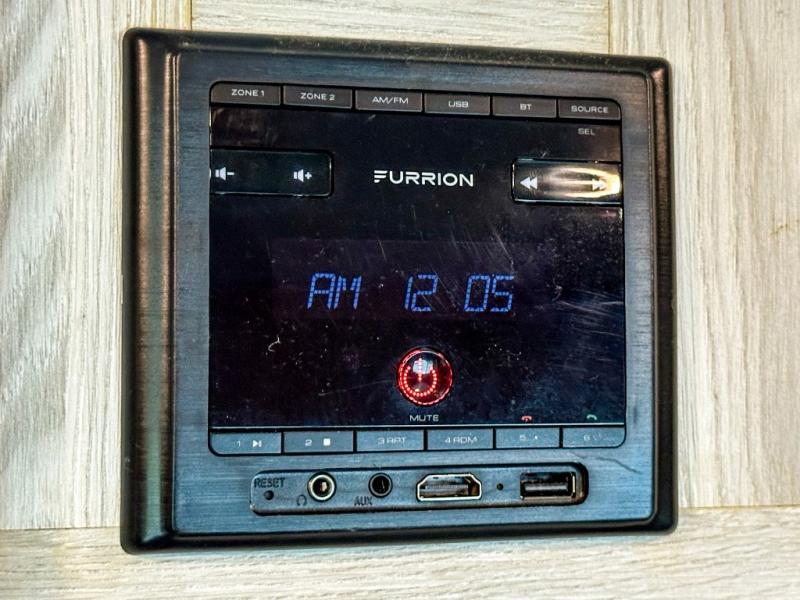 ZONE 1 ZONE 2 AM/FM USB BT SOURCE
SEL
FURRION
AM 12 05
MUTE
1 2 3 RPT 4 RDM 5 6
RESET
AUX